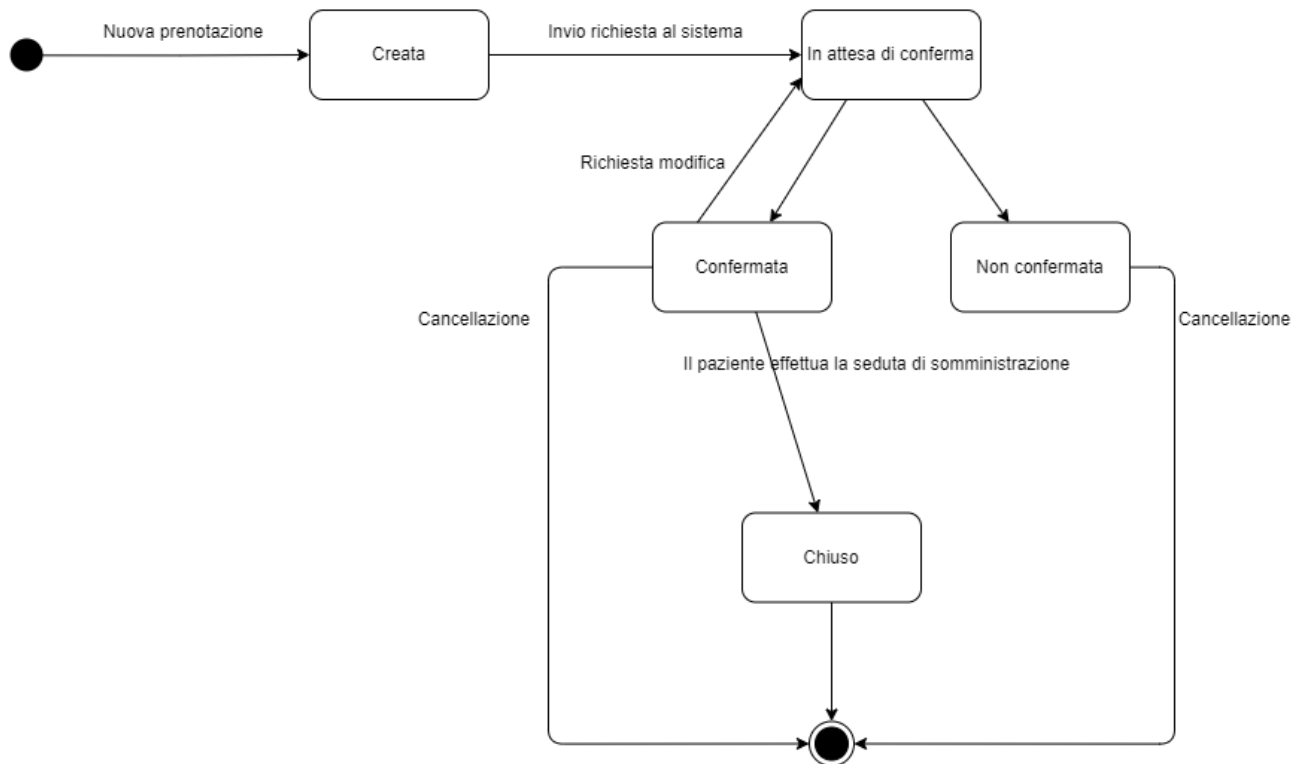 Nuova prenotazione
Creata
Invio richiesta al sistema
In attesa di conferma
Richiesta modifica
Confermata
Non confermata
Cancellazione
Cancellazione
Il paziente effettua la seduta di somministrazione
Chiuso